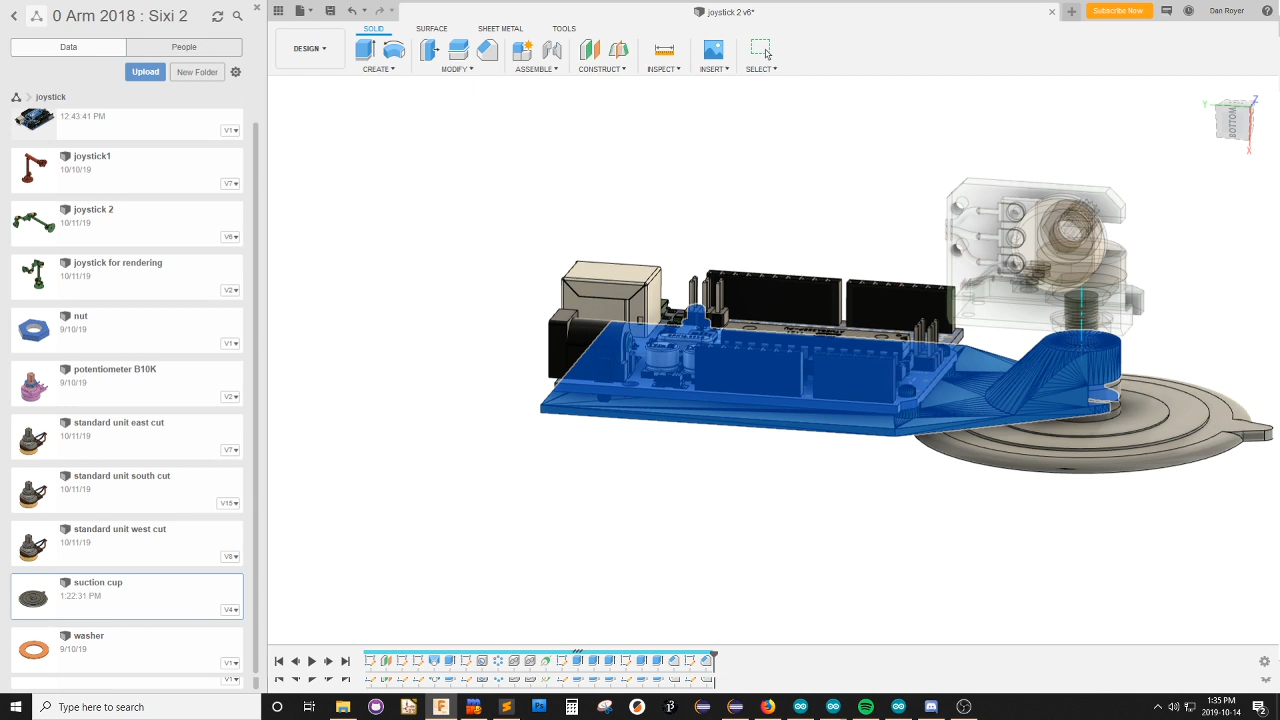 0 Arm 2018 : Sixi 2
Data
People
Upload
New Folder
joystick
12:43:41 PM
V1▾
joystick1
10/10/19
V7▾
joystick 2
10/11/19
V6▾
joystick for rendering
10/11/19
V2▾
nut
9/10/19
V1▾
potentiometer B10K
9/10/19
V2▾
standard unit east cut
10/11/19
V7▾
standard unit south cut
10/11/19
V15▾
standard unit west cut
10/11/19
V8▾
suction cup
1:22:31 PM
V4▾
washer
9/10/19
V1▾
V1▾
joystick 2 v6*
Subscribe Now
Dan Royer
DESIGN ▾
SOLID
SURFACE
SHEET METAL
TOOLS
CREATE ▾
MODIFY ▾
ASSEMBLE ▾
CONSTRUCT ▾
INSPECT ▾
INSERT ▾
SELECT ▾
Y
Z
BOTTOM
X
Type here to search
1:35 PM
2019-10-14